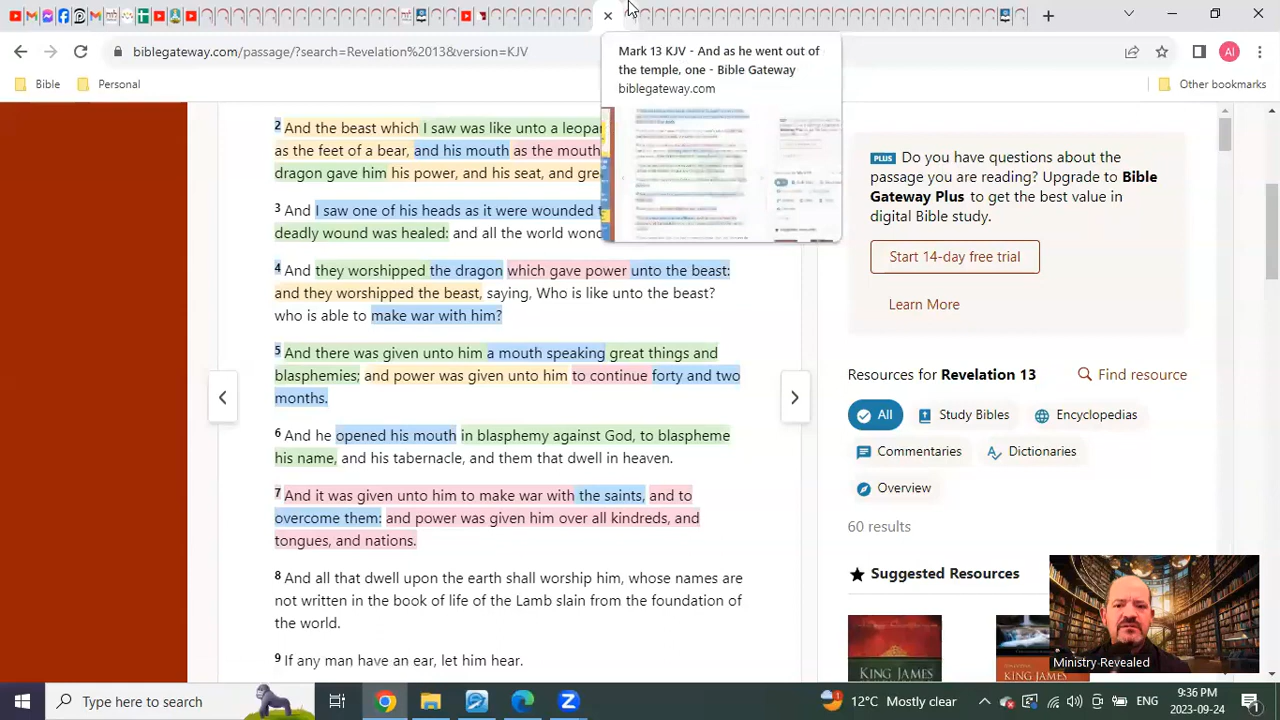 biblegateway.com/passage/?search=Revelation%2013&version=KJV
AI
Mark 13 KJV - And as he went out of
the temple, one - Bible Gateway
biblegateway.com
Bible
Personal
Other bookmarks
as the feet of a bear, and his mouth as the mouth
dragon gave him his power, and his seat, and
3 And I saw one of his heads as it were wounded
deadly wound was healed: and all the world
4 And they worshipped the dragon which gave power unto the beast:
and they worshipped the beast, saying, Who is like unto the beast?
who is able to make war with him?
5 And there was given unto him a mouth speaking great things and
blasphemies; and power was given unto him to continue forty and two
months.
6 And he opened his mouth in blasphemy against God, to blaspheme
his name, and his tabernacle, and them that dwell in heaven.
7 And it was given unto him to make war with the saints, and to
overcome them: and power was given him over all kindreds, and
tongues, and nations.
8 And all that dwell upon the earth shall worship him, whose names are
not written in the book of life of the Lamb slain from the foundation of
the world.
9 If any man have an ear, let him hear.
PLUS Do you have questions about the
passage you are reading? Upgrade to Bible
Gateway Plus to get the best value in
digital Bible study.
Start 14-day free trial
Learn More
Resources for Revelation 13
Find resource
All
Study Bibles
Encyclopedias
Commentaries
Dictionaries
Overview
60 results
Suggested Resources
KING JAMES
KING JAMES
Ministry Revealed
Type here to search
12°C Mostly clear
ENG
9:36 PM
2023-09-24
1